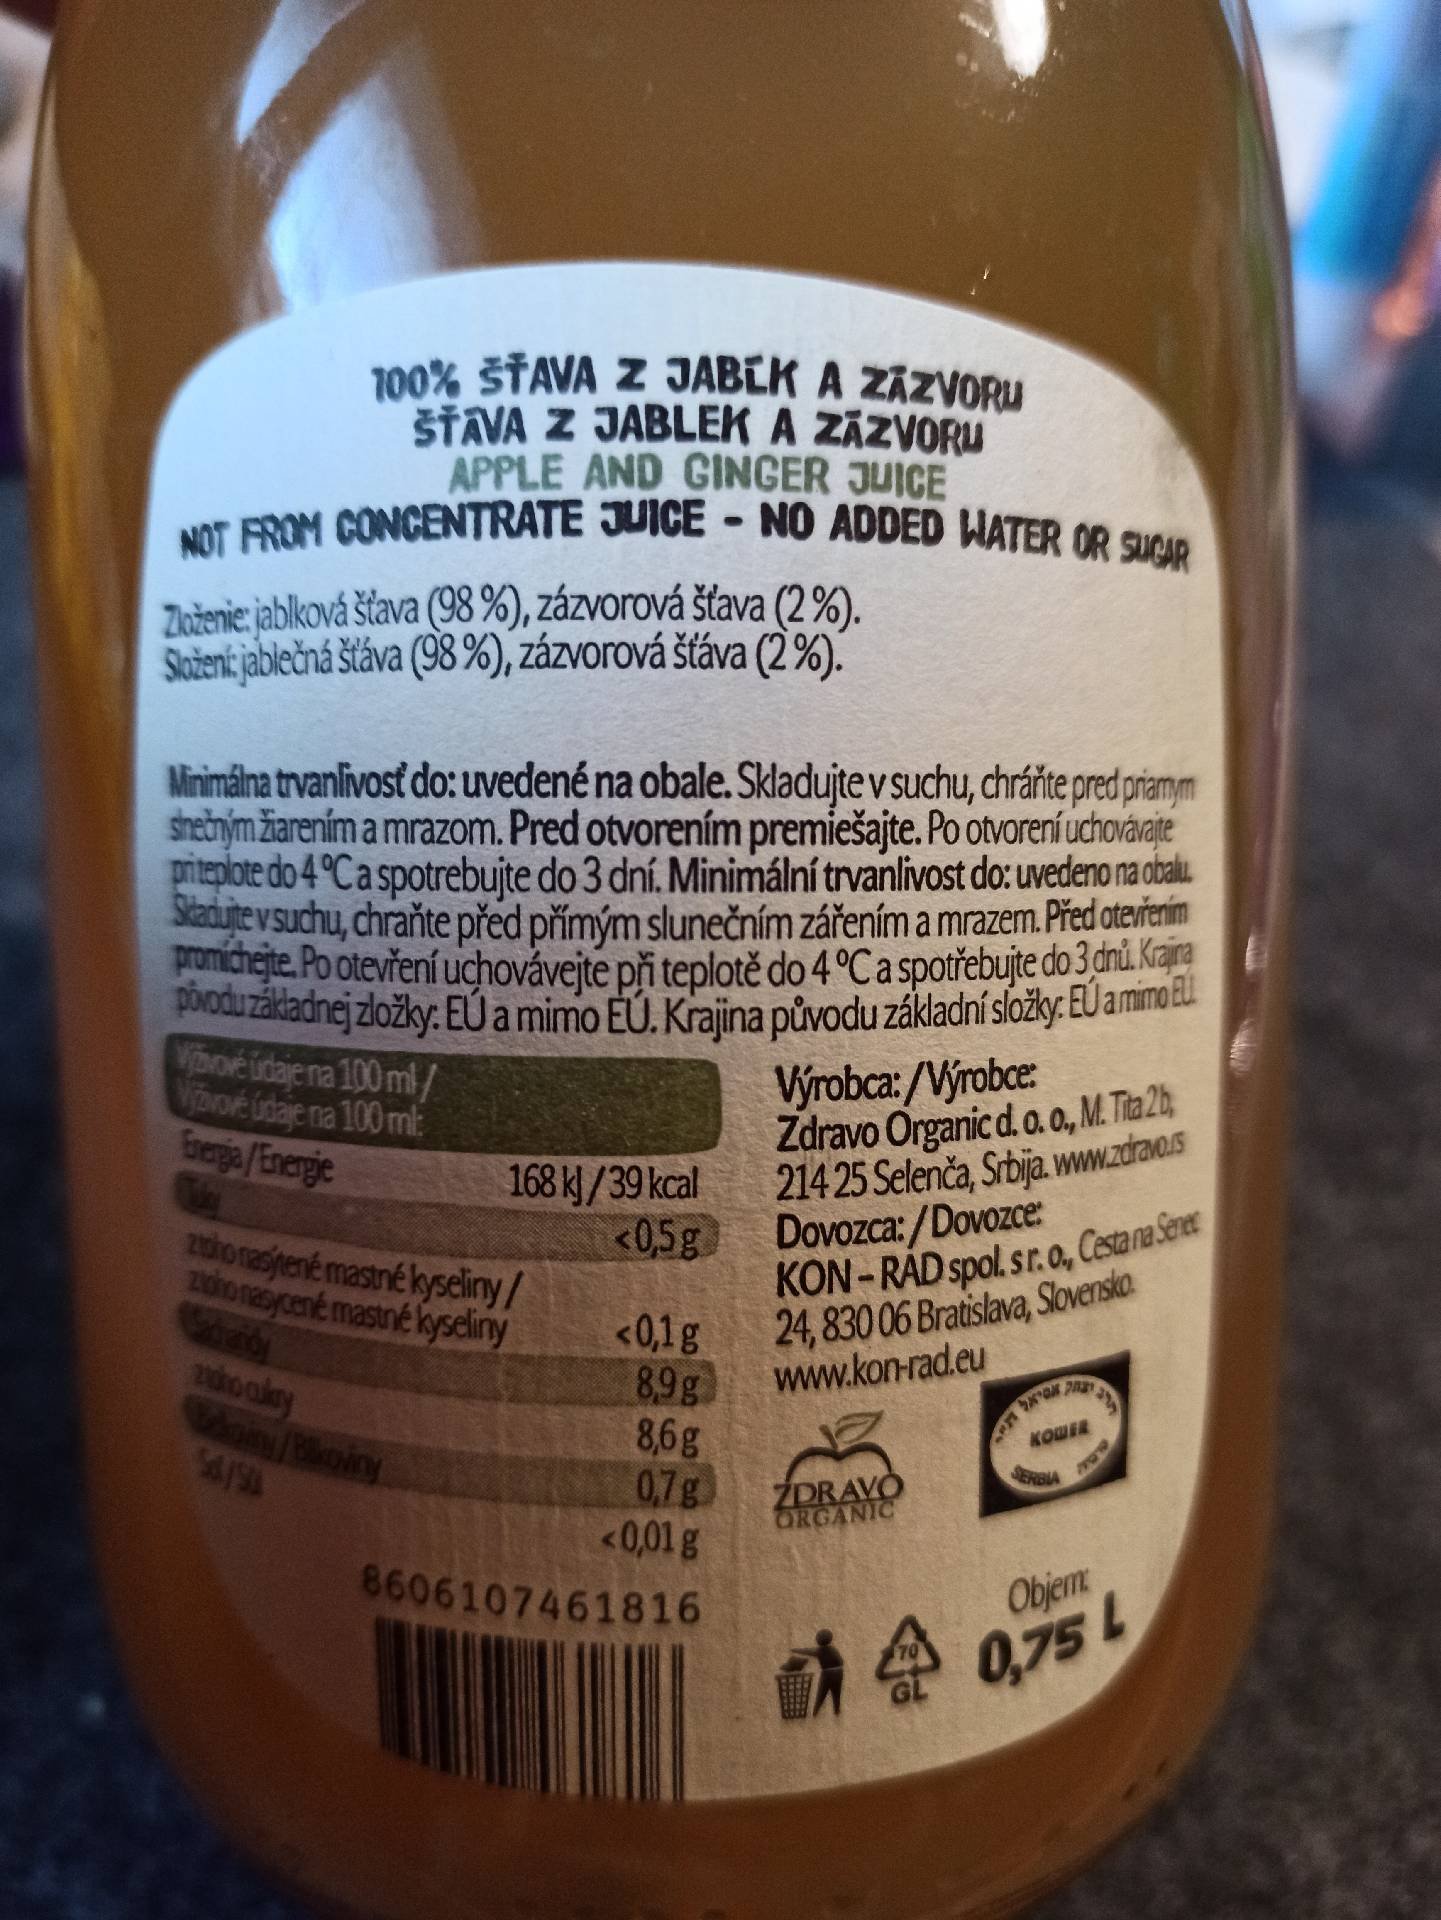 100% ŠŤAVA Z JABĹK A ZÁZVORU
ŠŤÁVA Z JABLEK A ZÁZVORU
APPLE AND GINGER JUICE
NOT FROM CONCENTRATE JUICE - NO ADDED WATER OR SUGAR
Zloženie: jablková šťava (98 %), zázvorová šťava (2 %).
Složení: jablečná šťáva (98 %), zázvorová šťáva (2 %).
Minimálna trvanlivosť do: uvedené na obale. Skladujte v suchu, chráňte pred priamym
slnečným žiarením a mrazom. Pred otvorením premiešajte. Po otvorení uchovávajte
pri teplote do 4 °C a spotrebujte do 3 dní. Minimální trvanlivost do: uvedeno na obalu.
Skladujte v suchu, chraňte před přímým slunečním zářením a mrazem. Před otevřením
promíchejte. Po otevření uchovávejte při teplotě do 4 °C a spotřebujte do 3 dnů. Krajina
pôvodu základnej zložky: EÚ a mimo EÚ. Krajina původu základní složky: EÚ a mimo EÚ.
Výživové údaje na 100 ml /
Výživové údaje na 100 ml:
Energia / Energie 168 kJ / 39 kcal
Tuky <0,5 g
z toho nasýtené mastné kyseliny /
z toho nasycené mastné kyseliny <0,1 g
Sacharidy 8,9 g
z toho cukry 8,6 g
Bielkoviny / Bílkoviny 0,7 g
Soľ / Sůl <0,01 g
8606107461816
Výrobca: / Výrobce:
Zdravo Organic d. o. o., M. Tita 2b,
214 25 Selenča, Srbija. www.zdravo.rs
Dovozca: / Dovozce:
KON - RAD spol. s r. o., Cesta na Senec
24, 830 06 Bratislava, Slovensko.
www.kon-rad.eu
ZDRAVO
ORGANIC
KOWER
SERBIA
70
GL
Objem:
0,75 L